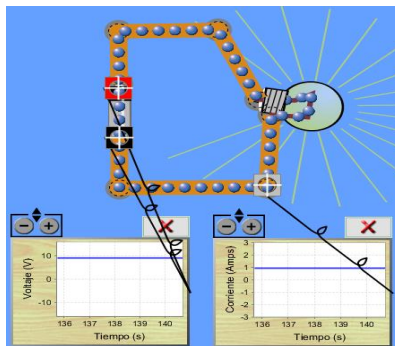 Voltaje (V)
10
0
-10
136 137 138 139 140
Tiempo (s)
Corriente (Amps)
3
2
1
0
-1
-2
-3
136 137 138 139 140
Tiempo (s)